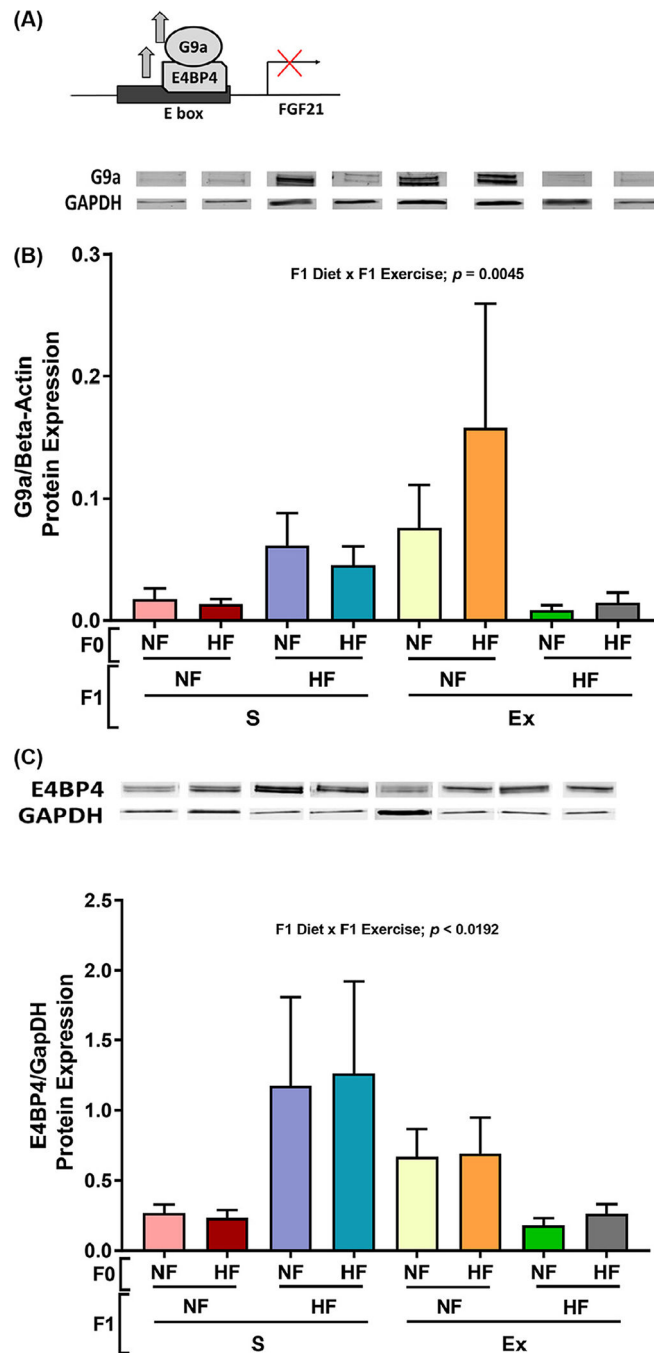 (A)
G9a
E4BP4
E box
FGF21
G9a
GAPDH
(B)
F1 Diet x F1 Exercise; p = 0.0045
G9a/Beta-Actin
Protein Expression
0.3
0.2
0.1
0.0
F0
NF HF NF HF NF HF NF HF
F1
NF HF NF HF
S Ex
(C)
E4BP4
GAPDH
F1 Diet x F1 Exercise; p < 0.0192
E4BP4/GapDH
Protein Expression
2.5
2.0
1.5
1.0
0.5
0.0
F0
NF HF NF HF NF HF NF HF
F1
NF HF NF HF
S Ex